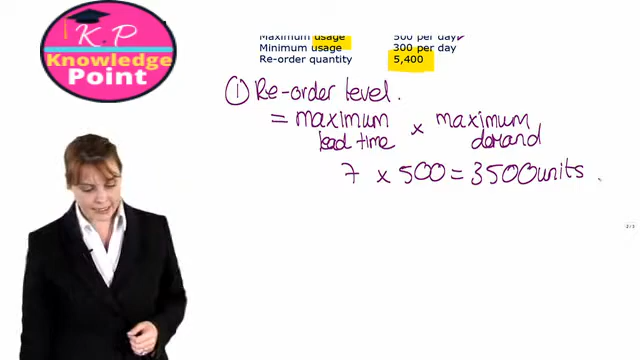 K.P
Knowledge
Point
Maximum usage 500 per day
Minimum usage 300 per day
Re-order quantity 5,400
① Re-order level.
= maximum lead time × maximum demand
7 × 500 = 3500 units